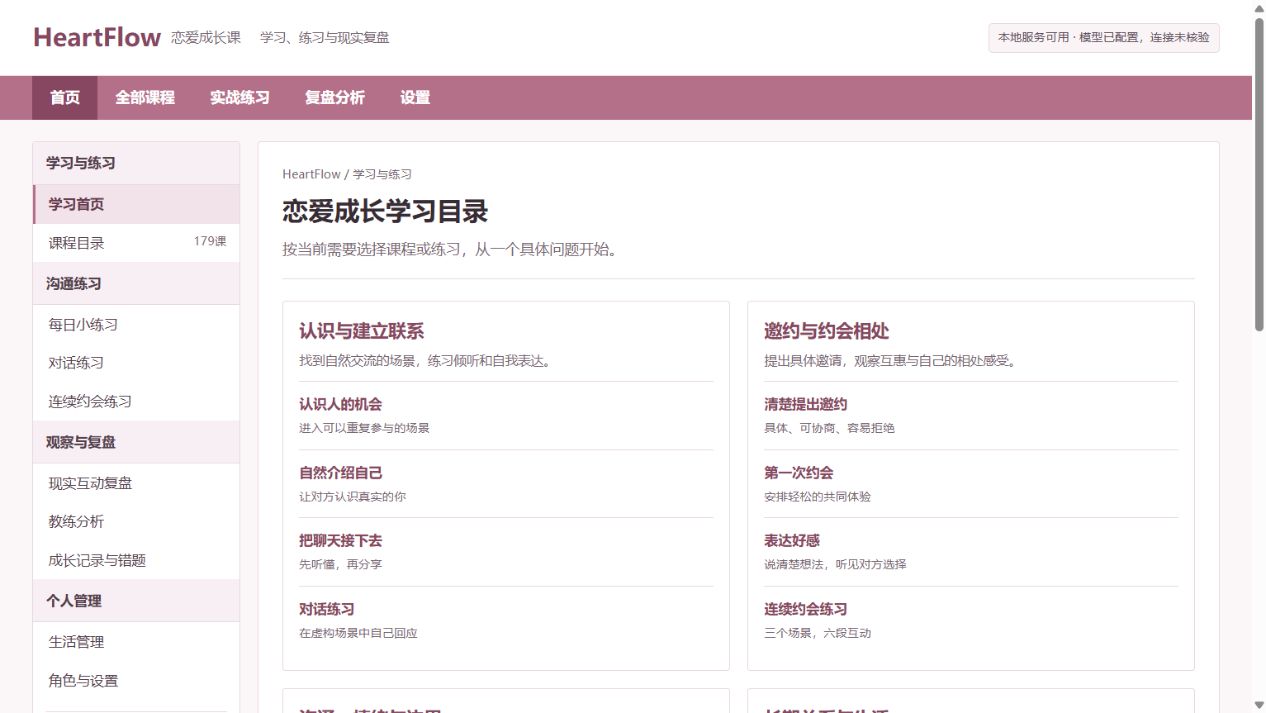 HeartFlow 恋爱成长课 学习、练习与现实复盘
本地服务可用 · 模型已配置，连接未核验
首页 全部课程 实战练习 复盘分析 设置
学习与练习
学习首页
课程目录 179课
沟通练习
每日小练习
对话练习
连续约会练习
观察与复盘
现实互动复盘
教练分析
成长记录与错题
个人管理
生活管理
角色与设置
HeartFlow / 学习与练习
恋爱成长学习目录
按当前需要选择课程或练习，从一个具体问题开始。
认识与建立联系
找到自然交流的场景，练习倾听和自我表达。
认识人的机会
进入可以重复参与的场景
自然介绍自己
让对方认识真实的你
把聊天接下去
先听懂，再分享
对话练习
在虚构场景中自己回应
邀约与约会相处
提出具体邀请，观察互惠与自己的相处感受。
清楚提出邀约
具体、可协商、容易拒绝
第一次约会
安排轻松的共同体验
表达好感
说清楚想法，听见对方选择
连续约会练习
三个场景，六段互动